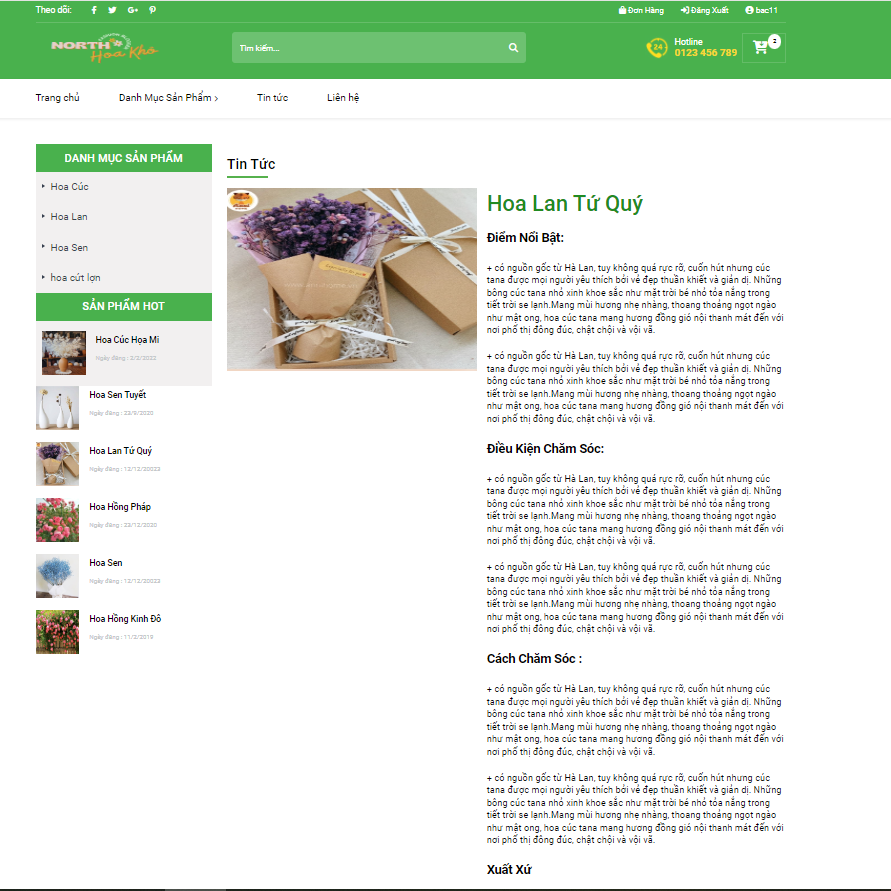 Theo dõi:
Đơn Hàng
Đăng Xuất
bac11
NORTH
Hoa Khô
Tìm kiếm...
24
Hotline
0123 456 789
Trang chủ
Danh Mục Sản Phẩm ›
Tin tức
Liên hệ
DANH MỤC SẢN PHẨM
Hoa Cúc
Hoa Lan
Hoa Sen
hoa cứt lợn
SẢN PHẨM HOT
Hoa Cúc Họa Mi
Ngày đăng : 2/2/2022
Hoa Sen Tuyết
Ngày đăng : 23/9/2020
Hoa Lan Tứ Quý
Ngày đăng : 12/12/20022
Hoa Hồng Pháp
Ngày đăng : 23/12/2020
Hoa Sen
Ngày đăng : 12/12/20022
Hoa Hồng Kinh Đô
Ngày đăng : 11/2/2019
Tin Tức
Hoa Lan Tứ Quý
Điểm Nổi Bật:
+ có nguồn gốc từ Hà Lan, tuy không quá rực rỡ, cuốn hút nhưng cúc
tana được mọi người yêu thích bởi vẻ đẹp thuần khiết và giản dị. Những
bông cúc tana nhỏ xinh khoe sắc như mặt trời bé nhỏ tỏa nắng trong
tiết trời se lạnh.Mang mùi hương nhẹ nhàng, thoang thoảng ngọt ngào
như mật ong, hoa cúc tana mang hương đồng gió nội thanh mát đến với
nơi phố thị đông đúc, chật chội và vội vã.
+ có nguồn gốc từ Hà Lan, tuy không quá rực rỡ, cuốn hút nhưng cúc
tana được mọi người yêu thích bởi vẻ đẹp thuần khiết và giản dị. Những
bông cúc tana nhỏ xinh khoe sắc như mặt trời bé nhỏ tỏa nắng trong
tiết trời se lạnh.Mang mùi hương nhẹ nhàng, thoang thoảng ngọt ngào
như mật ong, hoa cúc tana mang hương đồng gió nội thanh mát đến với
nơi phố thị đông đúc, chật chội và vội vã.
Điều Kiện Chăm Sóc:
+ có nguồn gốc từ Hà Lan, tuy không quá rực rỡ, cuốn hút nhưng cúc
tana được mọi người yêu thích bởi vẻ đẹp thuần khiết và giản dị. Những
bông cúc tana nhỏ xinh khoe sắc như mặt trời bé nhỏ tỏa nắng trong
tiết trời se lạnh.Mang mùi hương nhẹ nhàng, thoang thoảng ngọt ngào
như mật ong, hoa cúc tana mang hương đồng gió nội thanh mát đến với
nơi phố thị đông đúc, chật chội và vội vã.
+ có nguồn gốc từ Hà Lan, tuy không quá rực rỡ, cuốn hút nhưng cúc
tana được mọi người yêu thích bởi vẻ đẹp thuần khiết và giản dị. Những
bông cúc tana nhỏ xinh khoe sắc như mặt trời bé nhỏ tỏa nắng trong
tiết trời se lạnh.Mang mùi hương nhẹ nhàng, thoang thoảng ngọt ngào
như mật ong, hoa cúc tana mang hương đồng gió nội thanh mát đến với
nơi phố thị đông đúc, chật chội và vội vã.
Cách Chăm Sóc :
+ có nguồn gốc từ Hà Lan, tuy không quá rực rỡ, cuốn hút nhưng cúc
tana được mọi người yêu thích bởi vẻ đẹp thuần khiết và giản dị. Những
bông cúc tana nhỏ xinh khoe sắc như mặt trời bé nhỏ tỏa nắng trong
tiết trời se lạnh.Mang mùi hương nhẹ nhàng, thoang thoảng ngọt ngào
như mật ong, hoa cúc tana mang hương đồng gió nội thanh mát đến với
nơi phố thị đông đúc, chật chội và vội vã.
+ có nguồn gốc từ Hà Lan, tuy không quá rực rỡ, cuốn hút nhưng cúc
tana được mọi người yêu thích bởi vẻ đẹp thuần khiết và giản dị. Những
bông cúc tana nhỏ xinh khoe sắc như mặt trời bé nhỏ tỏa nắng trong
tiết trời se lạnh.Mang mùi hương nhẹ nhàng, thoang thoảng ngọt ngào
như mật ong, hoa cúc tana mang hương đồng gió nội thanh mát đến với
nơi phố thị đông đúc, chật chội và vội vã.
Xuất Xứ